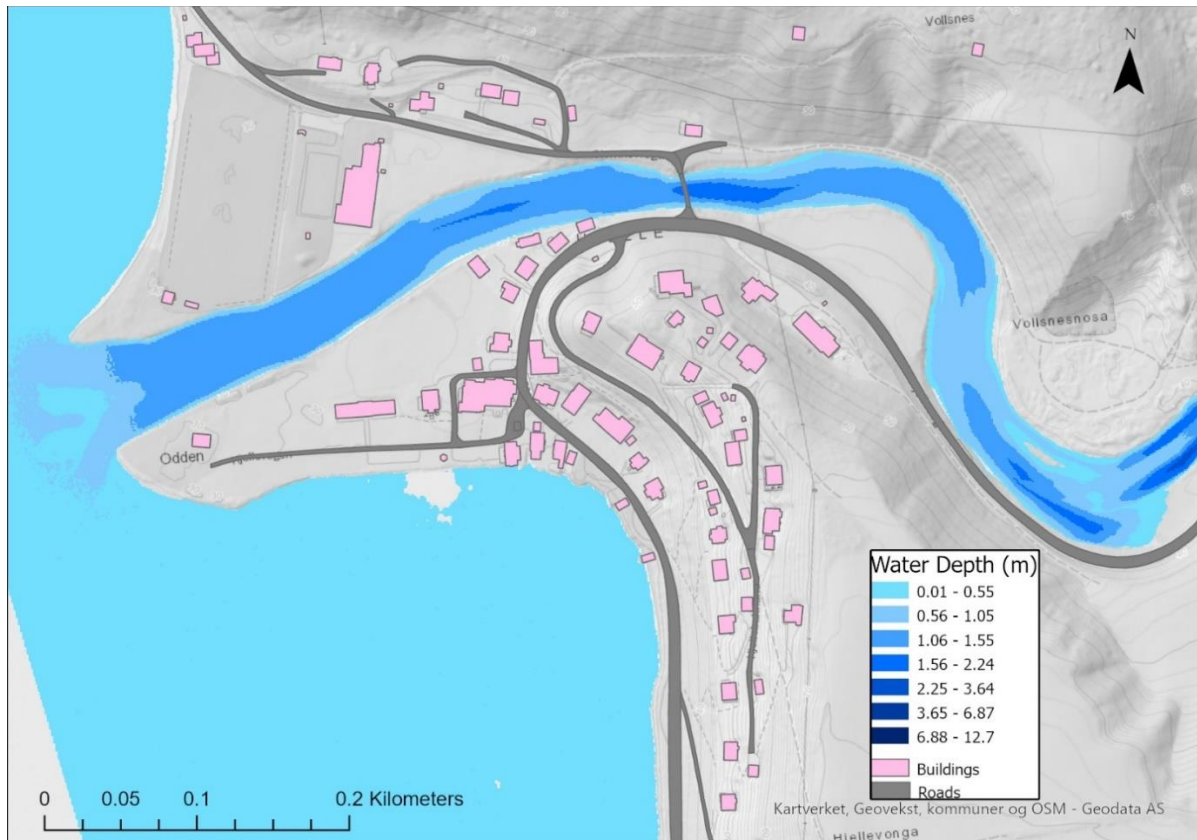 Vollsnes
N
Vollsnesnosa
Odden
Water Depth (m)
0.01 - 0.55
0.56 - 1.05
1.06 - 1.55
1.56 - 2.24
2.25 - 3.64
3.65 - 6.87
6.88 - 12.7
Buildings
Roads
0 0.05 0.1 0.2 Kilometers
Kartverket, Geovekst, kommuner og OSM - Geodata AS
Hjellevonga